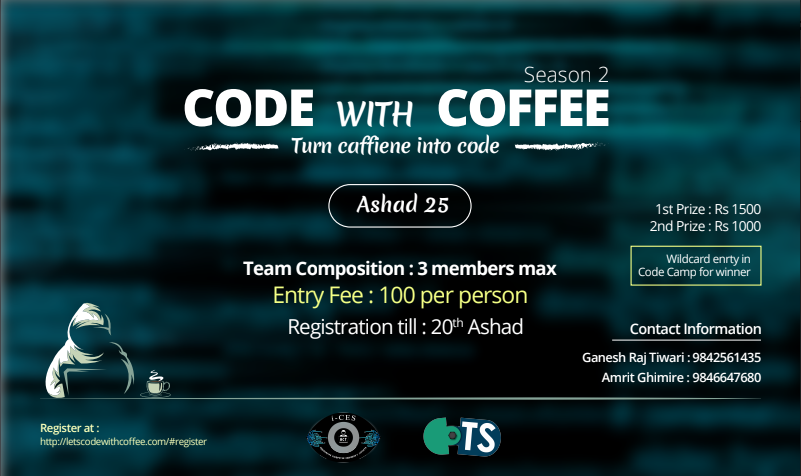 Season 2
CODE WITH COFFEE
Turn caffiene into code
Ashad 25
1st Prize : Rs 1500
2nd Prize : Rs 1000
Wildcard enrty in
Code Camp for winner
Team Composition : 3 members max
Entry Fee : 100 per person
Registration till : 20th Ashad
Contact Information
Ganesh Raj Tiwari : 9842561435
Amrit Ghimire : 9846647680
Register at :
http://letscodewithcoffee.com/#register
i-CES
TS